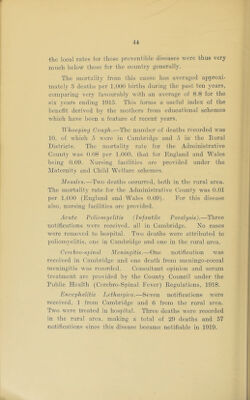 44
the local rates for these preventible diseases were thus very
much below those for the country generally.
The mortality from this cause has averaged approxi-
mately 5 deaths per 1,000 births during the past ten years,
comparing very favourably with an average of 8.8 for the
six years ending 1915. This forms a useful index of the
benefit derived by the mothers from educational schemes
which have been a feature of recent years.
Whooping Cough.—The number of deaths recorded was
10, of which 5 were in Cambridge and 5 in the Rural
Districts. The mortality rate for the Administrative
County was 0.08 per 1,000, that for England and Wales
being 0.09. Nursing facilities are provided under the
Maternity and Child Welfare schemes.
Measles.—Two deaths occurred, both in the rural area.
The mortality rate for the Administrative County was 0.01
per 1,000 (England and Wales 0.09). For this disease
also, nursing facilities are provided.
Acute Poliomyelitis (Infantile Paralysis).—Three
notifications were received, all in Cambridge. No cases
were removed to hospital. Two deaths were attributed to
poliomyelitis, one in Cambridge and one in the rural area.
Cerebro-spinal Meningitis.—One notification was
received in Cambridge and one death from meningo-coccal
meningitis was recorded. Consultant opinion and serum
treatment are provided by the County Council under the
Public Health (Cerebro-Spinal Fever) Regulations, 1918.
Encephalitis Lethargica.—Seven notifications were
received, 1 from Cambridge and 6 from the rural area.
Two were treated in hospital. Three deaths were recorded
in the rural area, making a total of 29 deaths and 57
notifications since this disease became notifiable in 1919.